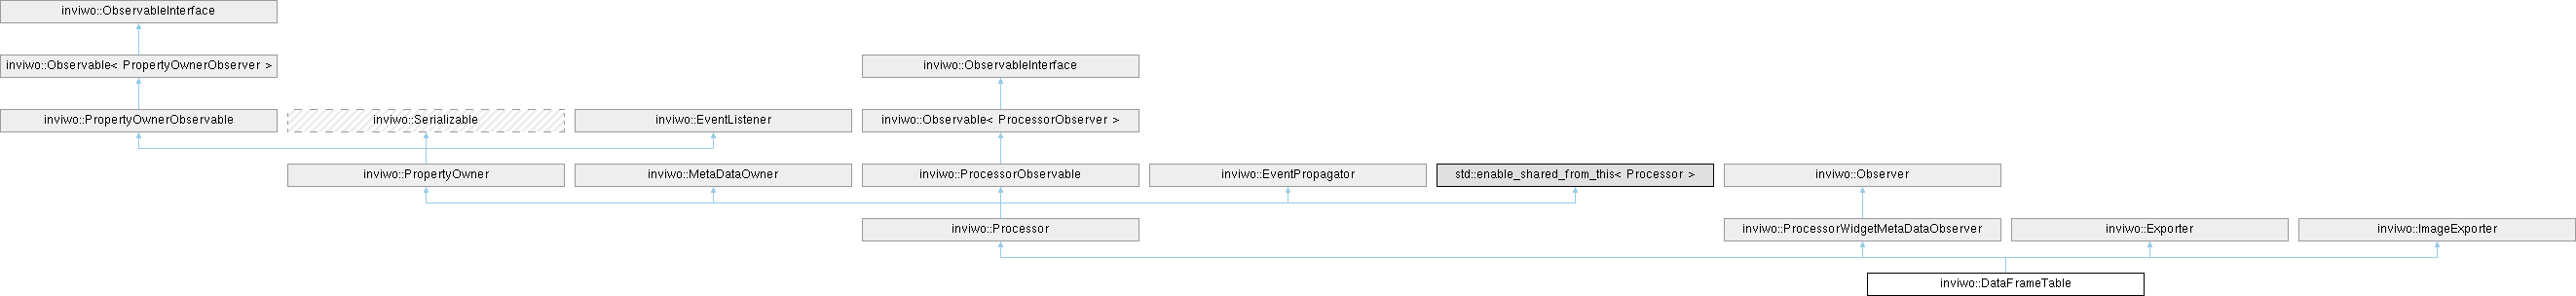 inviwo::ObservableInterface
inviwo::Observable< PropertyOwnerObserver >
inviwo::ObservableInterface
inviwo::PropertyOwnerObservable
inviwo::Serializable
inviwo::EventListener
inviwo::Observable< ProcessorObserver >
inviwo::PropertyOwner
inviwo::MetaDataOwner
inviwo::ProcessorObservable
inviwo::EventPropagator
std::enable_shared_from_this< Processor >
inviwo::Observer
inviwo::Processor
inviwo::ProcessorWidgetMetaDataObserver
inviwo::Exporter
inviwo::ImageExporter
inviwo::DataFrameTable